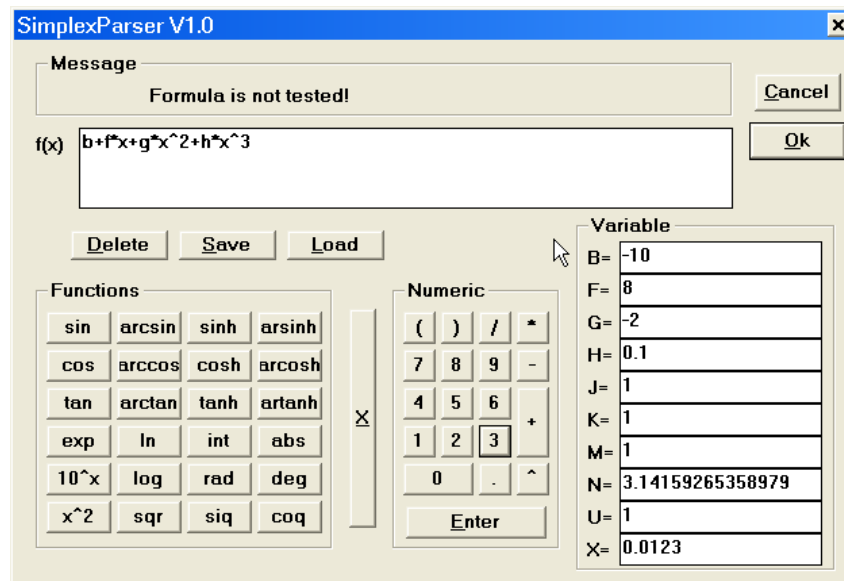 SimplexParser V1.0
Message
Formula is not tested!
Cancel
f(x)
b+f*x+g*x^2+h*x^3
Ok
Delete Save Load
Functions
sin arcsin sinh arsinh
cos arccos cosh arcosh
tan arctan tanh artanh
exp ln int abs
10^x log rad deg
x^2 sqr siq coq
X
Numeric
( ) / *
7 8 9 -
4 5 6 +
1 2 3
0 . ^
Enter
Variable
B= -10
F= 8
G= -2
H= 0.1
J= 1
K= 1
M= 1
N= 3.14159265358979
U= 1
X= 0.0123